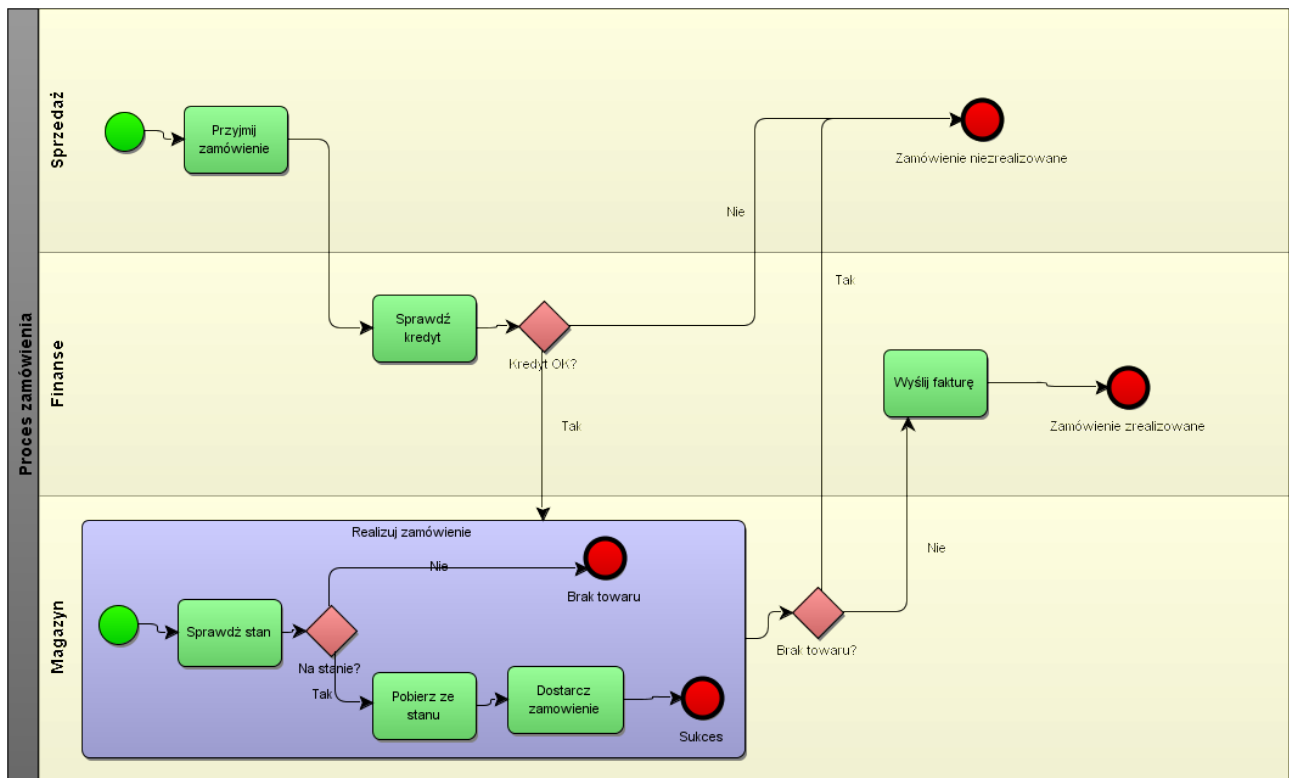 Proces zamówienia
Sprzedaż
Przyjmij
zamówienie
Zamówienie niezrealizowane
Nie
Finanse
Sprawdź
kredyt
Kredyt OK?
Tak
Tak
Wyślij fakturę
Zamówienie zrealizowane
Nie
Magazyn
Realizuj zamówienie
Sprawdź stan
Na stanie?
Nie
Brak towaru
Tak
Pobierz ze
stanu
Dostarcz
zamowienie
Sukces
Brak towaru?